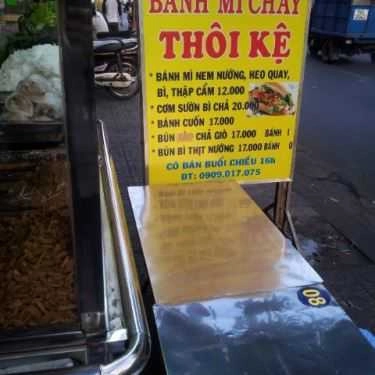 BÁNH MÌ CHAY
THÔI KỆ
* BÁNH MÌ NEM NƯỚNG, HEO QUAY,
BÌ, THẬP CẨM 12.000
* CƠM SƯỜN BÌ CHẢ 20.000
* BÁNH CUỐN 17.000
* BÚN CHẢ GIÒ 17.000 BÁNH
* BÚN BÌ THỊT NƯỚNG 17.000 BÁNH
CÓ BÁN BUỔI CHIỀU 16h
ĐT: 0909.017.075
08